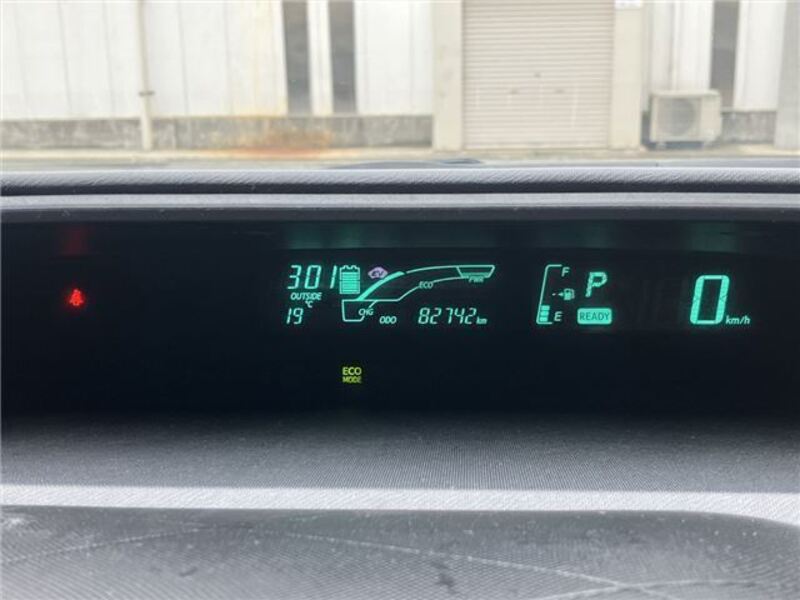 301 EV
OUTSIDE
19 °C
ECO PWR
CHG
ODO 82742 km
F
E
P
READY
0 km/h
ECO
MODE